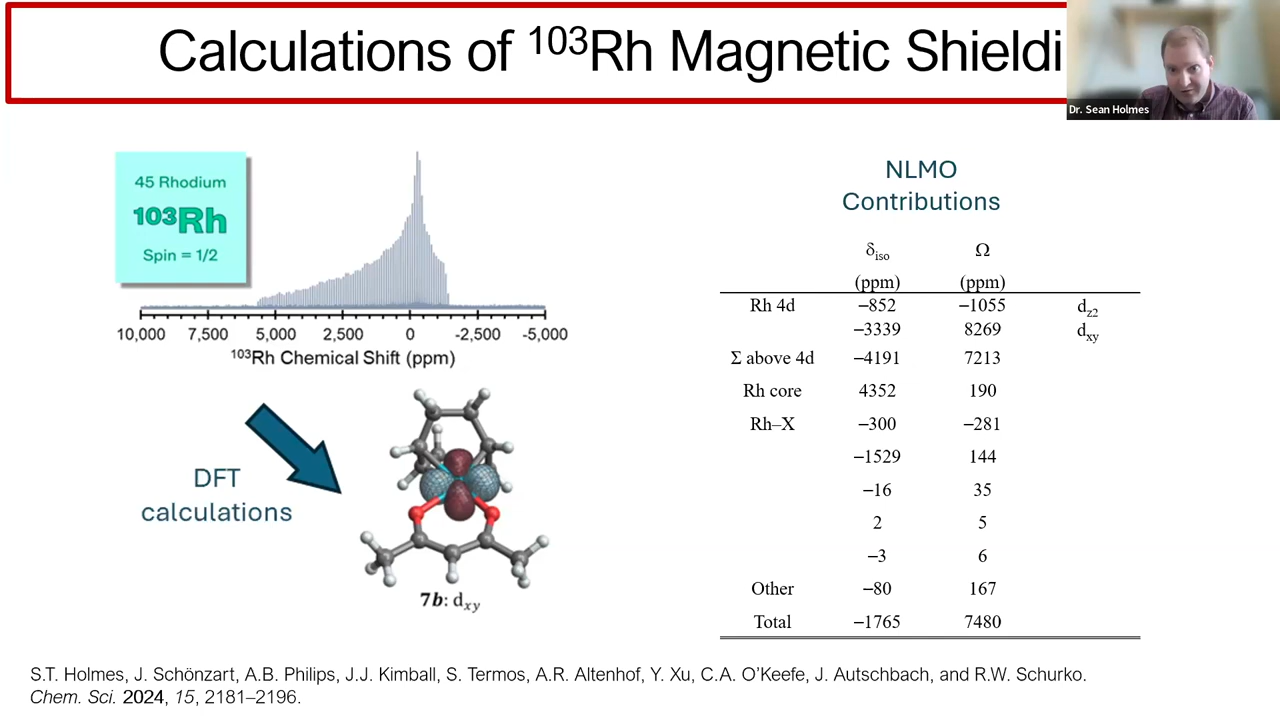 Calculations of ¹⁰³Rh Magnetic Shieldi
Dr. Sean Holmes
45 Rhodium
¹⁰³Rh
Spin = 1/2
10,000 7,500 5,000 2,500 0 -2,500 -5,000
¹⁰³Rh Chemical Shift (ppm)
DFT
calculations
7b: dxy
NLMO
Contributions
δiso Ω
(ppm) (ppm)
Rh 4d −852 −1055 dz2
−3339 8269 dxy
Σ above 4d −4191 7213
Rh core 4352 190
Rh–X −300 −281
−1529 144
−16 35
2 5
−3 6
Other −80 167
Total −1765 7480
S.T. Holmes, J. Schönzart, A.B. Philips, J.J. Kimball, S. Termos, A.R. Altenhof, Y. Xu, C.A. O’Keefe, J. Autschbach, and R.W. Schurko.
Chem. Sci. 2024, 15, 2181–2196.